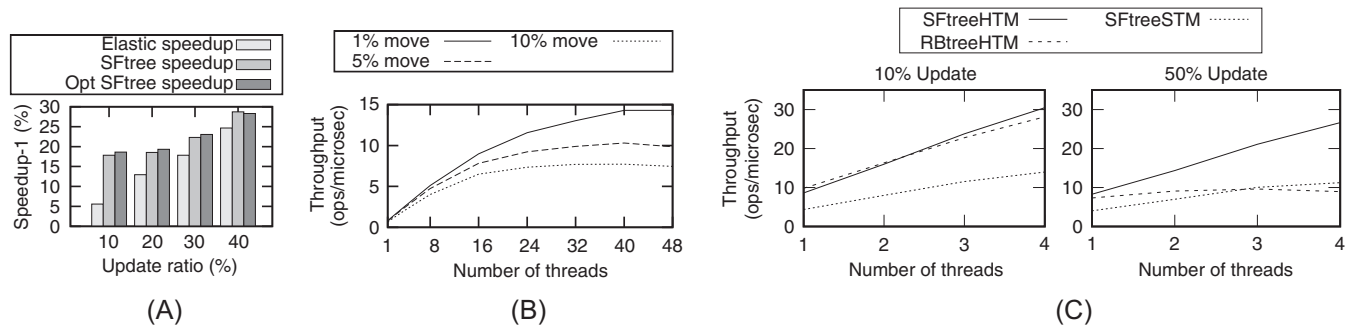 Elastic speedup
SFtree speedup
Opt SFtree speedup
Speedup-1 (%)
30
25
20
15
10
5
0
10 20 30 40
Update ratio (%)
(A)
1% move 10% move
5% move
Throughput
(ops/microsec)
15
10
5
0
1 8 16 24 32 40 48
Number of threads
(B)
SFtreeHTM SFtreeSTM
RBtreeHTM
10% Update
50% Update
Throughput
(ops/microsec)
30
20
10
0
1 2 3 4
Number of threads
30
20
10
0
1 2 3 4
Number of threads
(C)